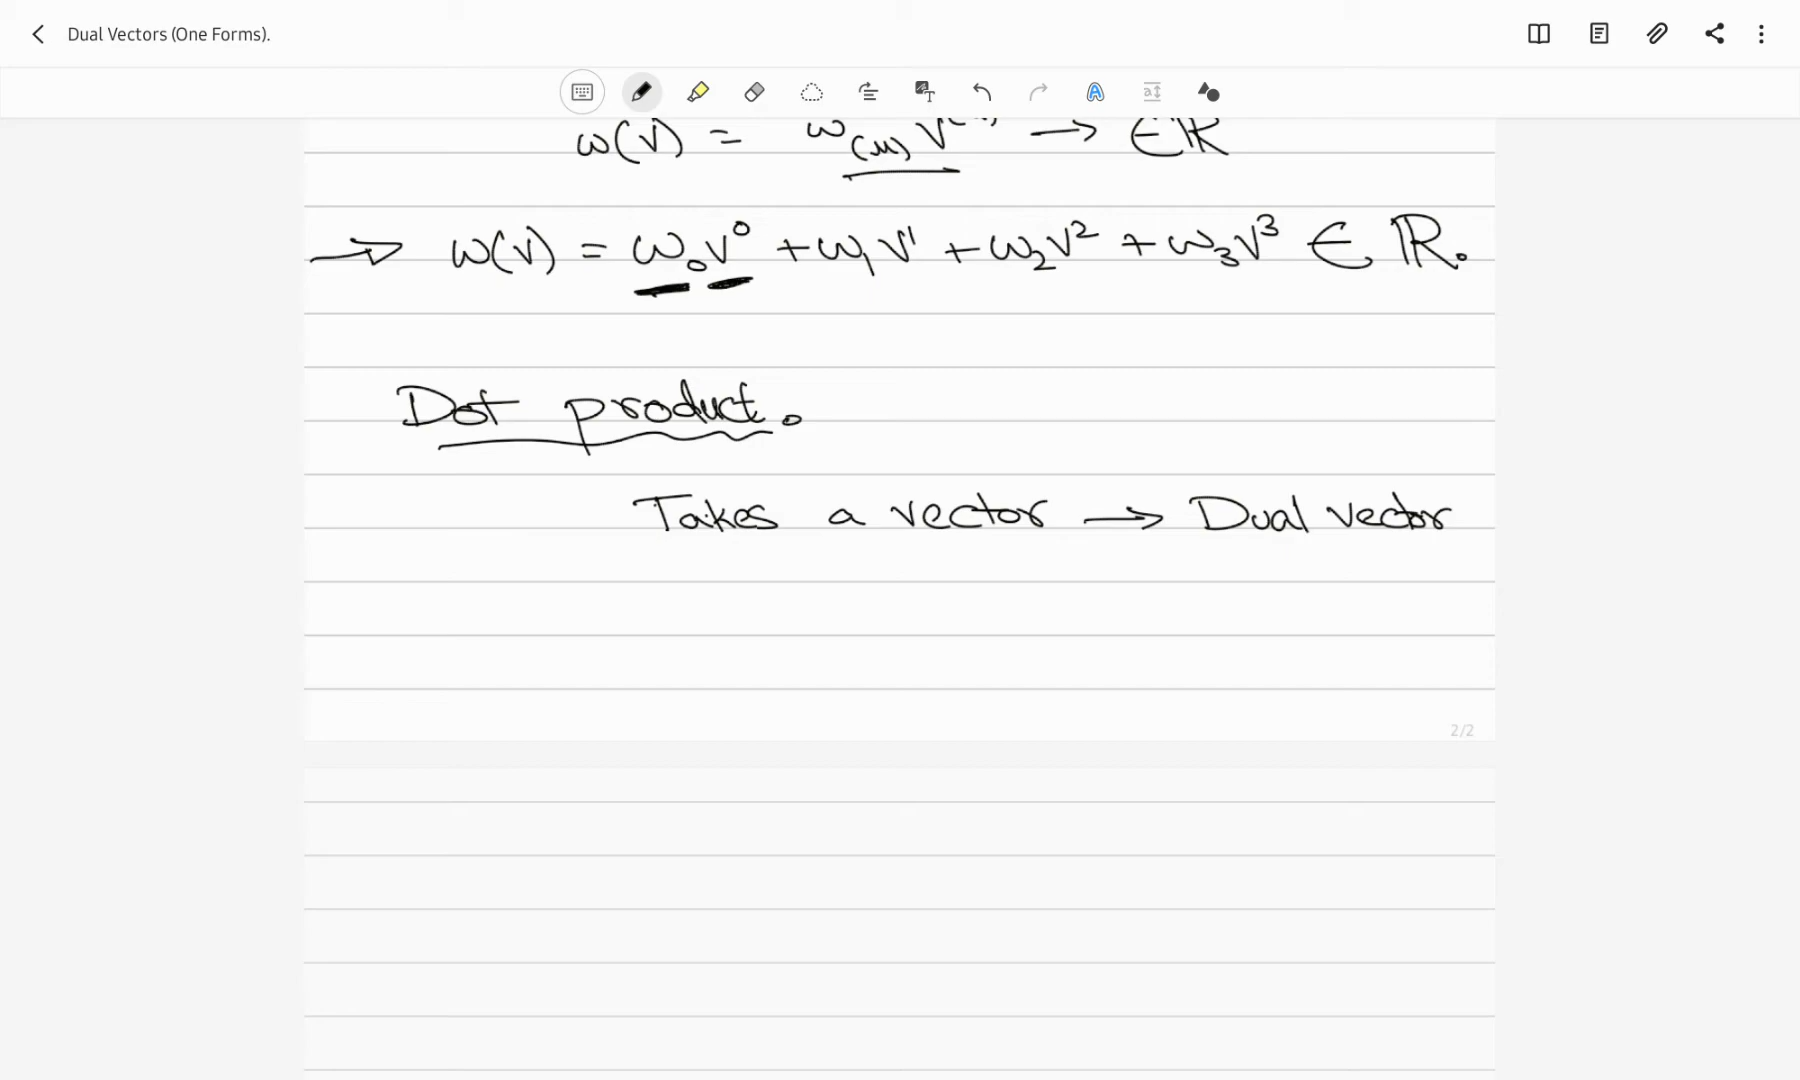 Dual Vectors (One Forms).
ω(V) = ω(μ) V → ∈ ℝ
→ ω(V) = ω₀V⁰ + ω₁V¹ + ω₂V² + ω₃V³ ∈ ℝ.
Dot product.
Takes a vector → Dual vector
2/2